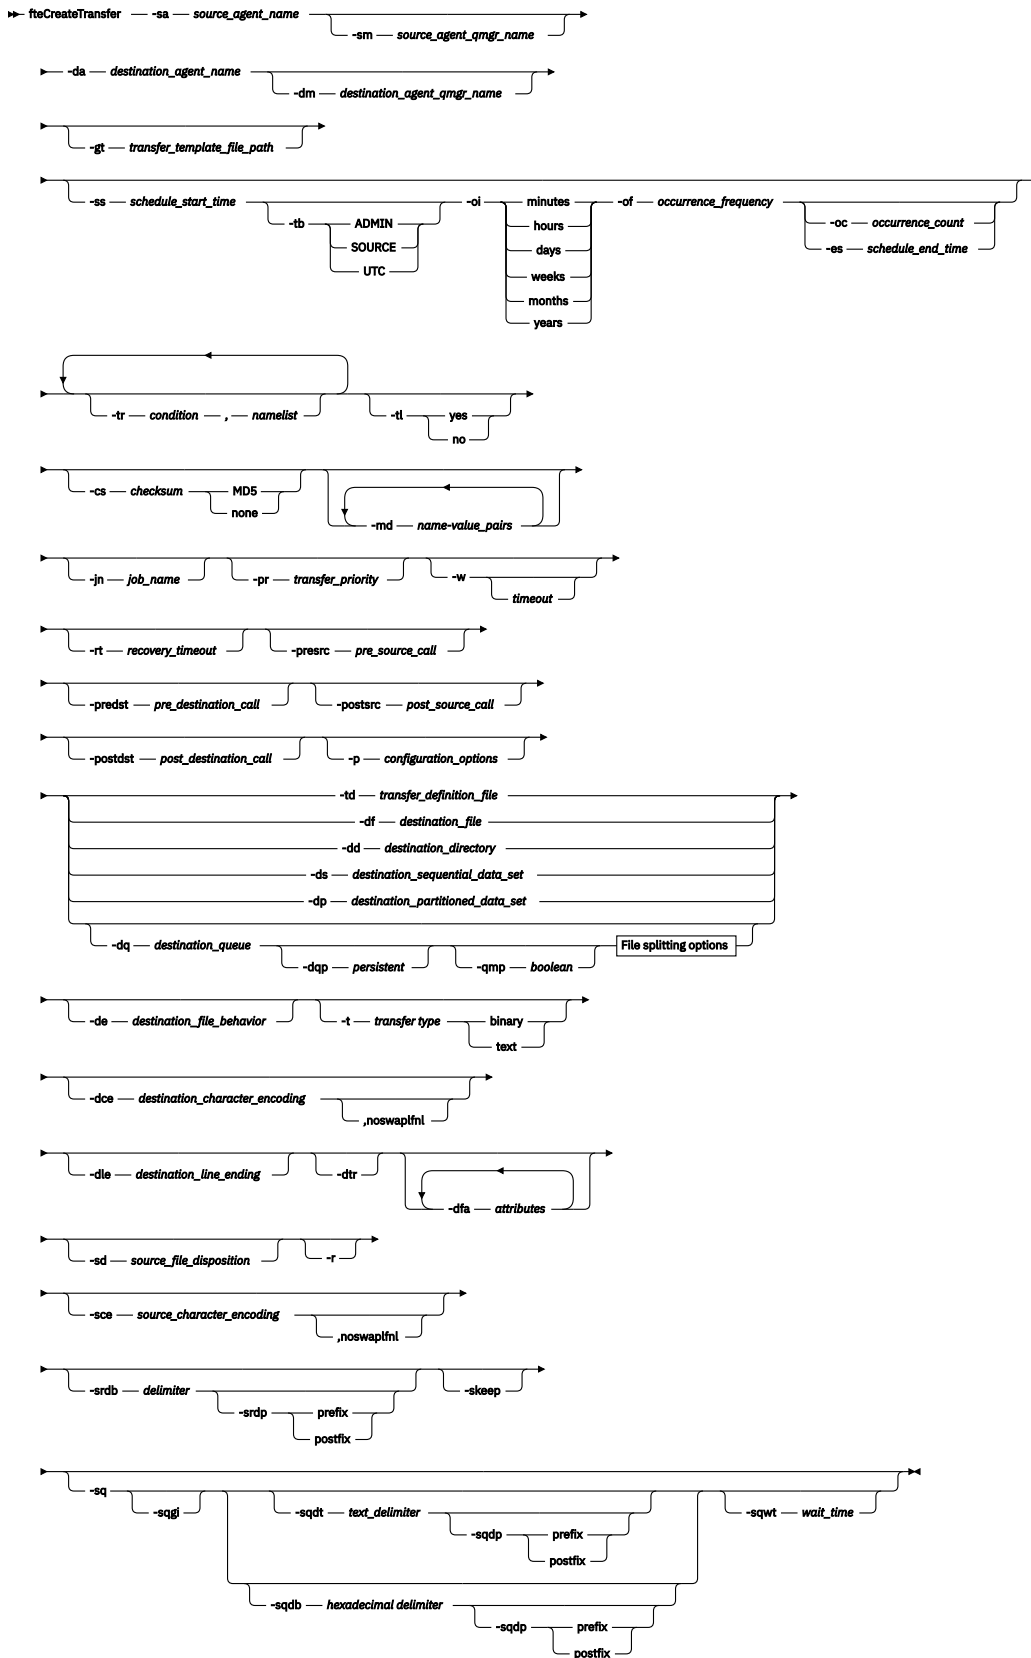 fteCreateTransfer -sa source_agent_name
-sm source_agent_qmgr_name
-da destination_agent_name
-dm destination_agent_qmgr_name
-gt transfer_template_file_path
-ss schedule_start_time -oi minutes -of occurrence_frequency
-tb ADMIN hours -oc occurrence_count
SOURCE days -es schedule_end_time
UTC weeks
months
years
-tr condition , namelist -tl yes
no
-cs checksum MD5
none
-md name-value_pairs
-jn job_name -pr transfer_priority -w
timeout
-rt recovery_timeout -presrc pre_source_call
-predst pre_destination_call -postsrc post_source_call
-postdst post_destination_call -p configuration_options
-td transfer_definition_file
-df destination_file
-dd destination_directory
-ds destination_sequential_data_set
-dp destination_partitioned_data_set
-dq destination_queue File splitting options
-dqp persistent -qmp boolean
-de destination_file_behavior -t transfer type binary
text
-dce destination_character_encoding
,noswaplfnl
-dle destination_line_ending -dtr
-dfa attributes
-sd source_file_disposition -r
-sce source_character_encoding
,noswaplfnl
-srdb delimiter -skeep
-srdp prefix
postfix
-sq
-sqgi -sqdt text_delimiter -sqwt wait_time
-sqdp prefix
postfix
-sqdb hexadecimal delimiter
-sqdp prefix
postfix